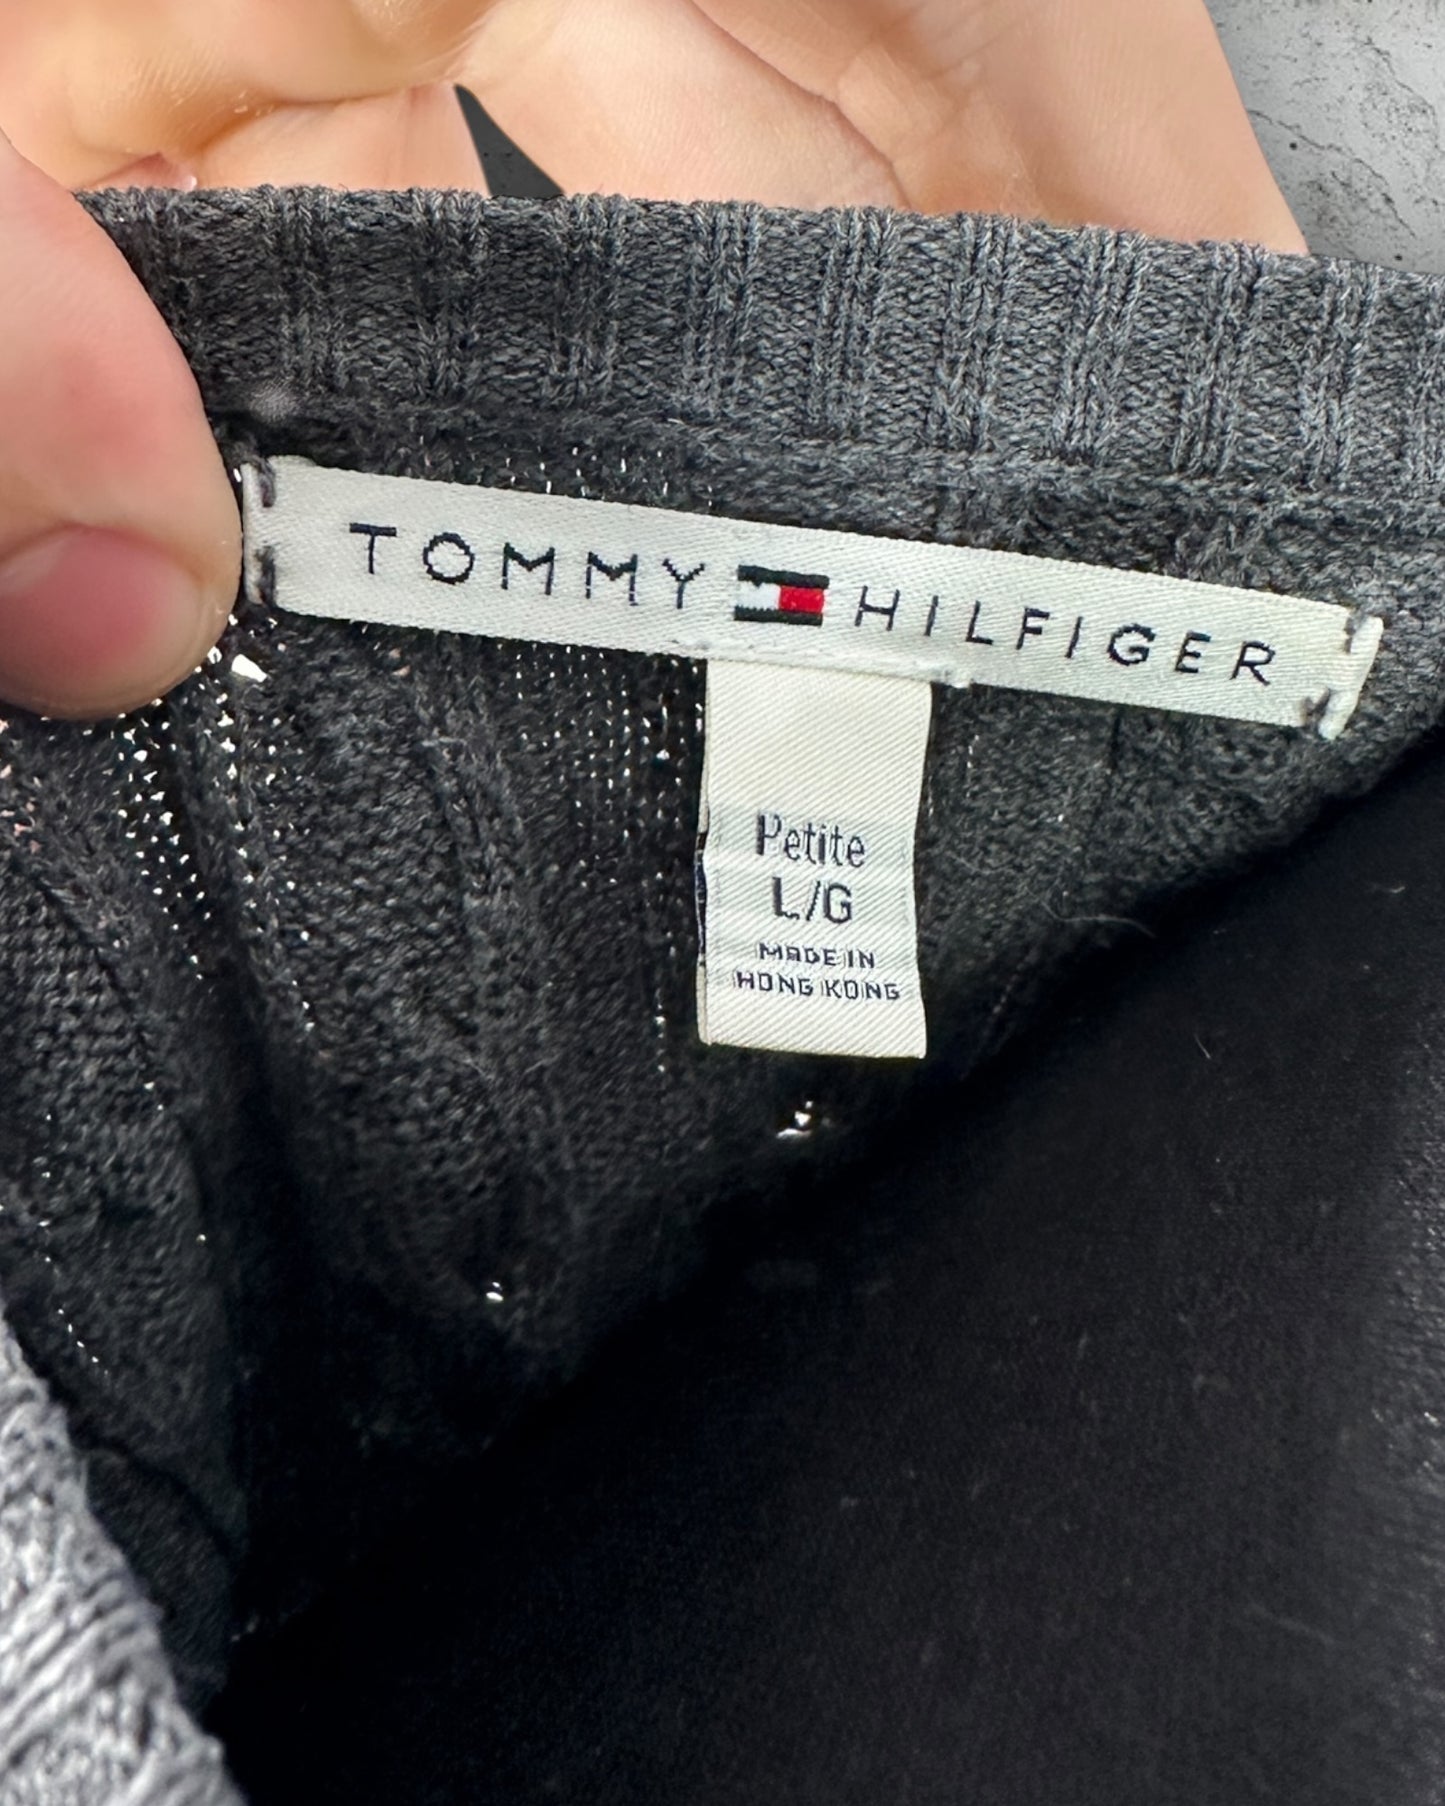 TOMMY HILFIGER
Petite
L/G
MADE IN
HONG KONG